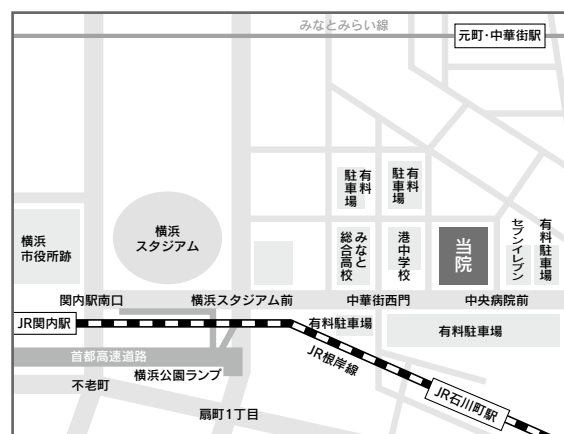 みなとみらい線
元町・中華街駅
有料
駐車場
有料
駐車場
横浜
市役所跡
横浜
スタジアム
みなと
総合高校
港中学校
当院
セブンイレブン
有料駐車場
関内駅南口
横浜スタジアム前
中華街西門
中央病院前
JR関内駅
有料駐車場
有料駐車場
首都高速道路
JR根岸線
横浜公園ランプ
不老町
JR石川町駅
扇町1丁目